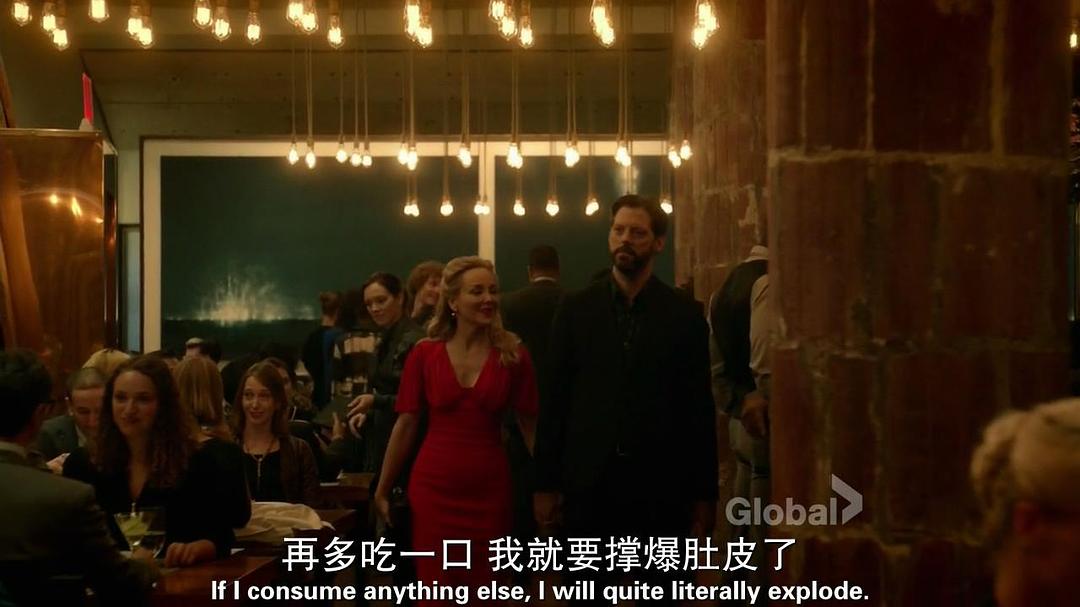 Global
再多吃一口 我就要撑爆肚皮了
If I consume anything else, I will quite literally explode.